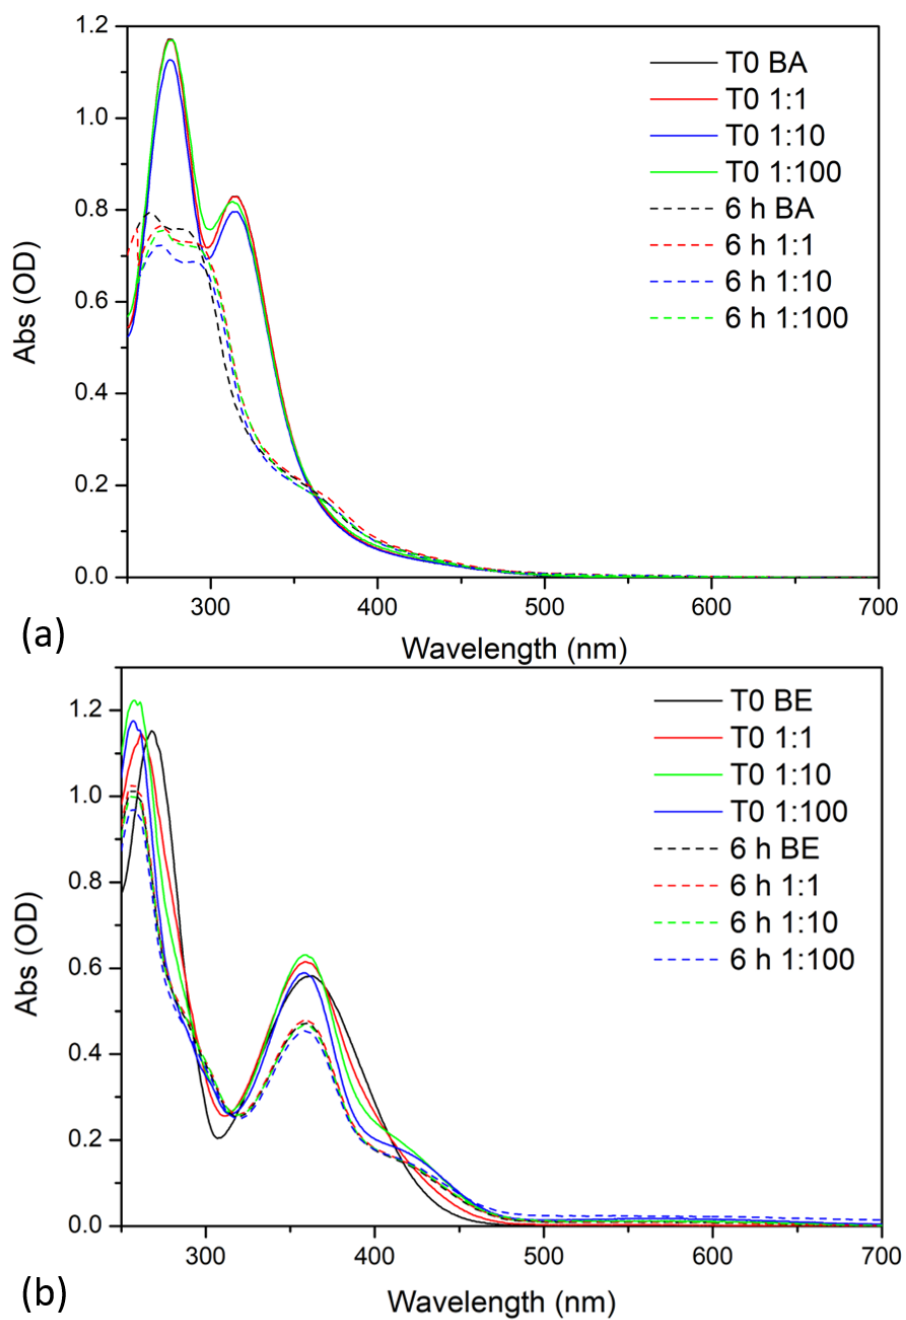 1.2
1.0
0.8
0.6
0.4
0.2
0.0
Abs (OD)
T0 BA
T0 1:1
T0 1:10
T0 1:100
6 h BA
6 h 1:1
6 h 1:10
6 h 1:100
300 400 500 600 700
Wavelength (nm)
(a)
1.2
1.0
0.8
0.6
0.4
0.2
0.0
Abs (OD)
T0 BE
T0 1:1
T0 1:10
T0 1:100
6 h BE
6 h 1:1
6 h 1:10
6 h 1:100
300 400 500 600 700
Wavelength (nm)
(b)